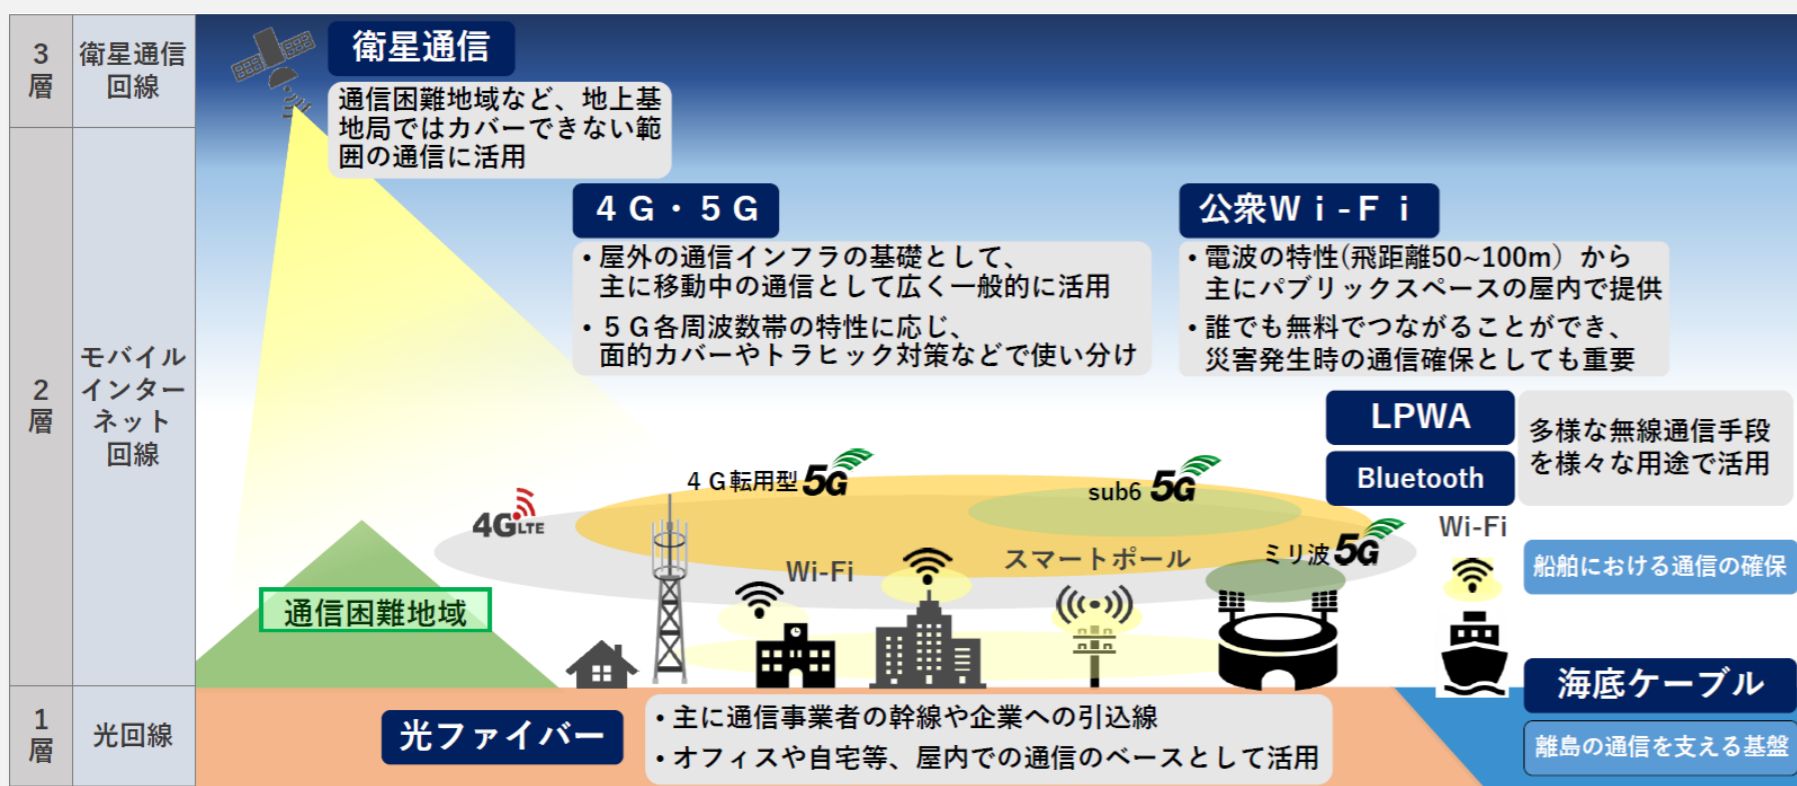 3
層
衛星通信
回線
衛星通信
通信困難地域など、地上基
地局ではカバーできない範
囲の通信に活用
2
層
モバイル
インター
ネット
回線
４Ｇ・５Ｇ
• 屋外の通信インフラの基礎として、
主に移動中の通信として広く一般的に活用
• ５Ｇ各周波数帯の特性に応じ、
面的カバーやトラヒック対策などで使い分け
公衆Ｗｉ-Ｆｉ
• 電波の特性(飛距離50~100m）から
主にパブリックスペースの屋内で提供
• 誰でも無料でつながることができ、
災害発生時の通信確保としても重要
LPWA
Bluetooth
多様な無線通信手段
を様々な用途で活用
4G LTE
４Ｇ転用型 5G
sub6 5G
ミリ波 5G
Wi-Fi
スマートポール
Wi-Fi
船舶における通信の確保
通信困難地域
1
層
光回線
光ファイバー
• 主に通信事業者の幹線や企業への引込線
• オフィスや自宅等、屋内での通信のベースとして活用
海底ケーブル
離島の通信を支える基盤